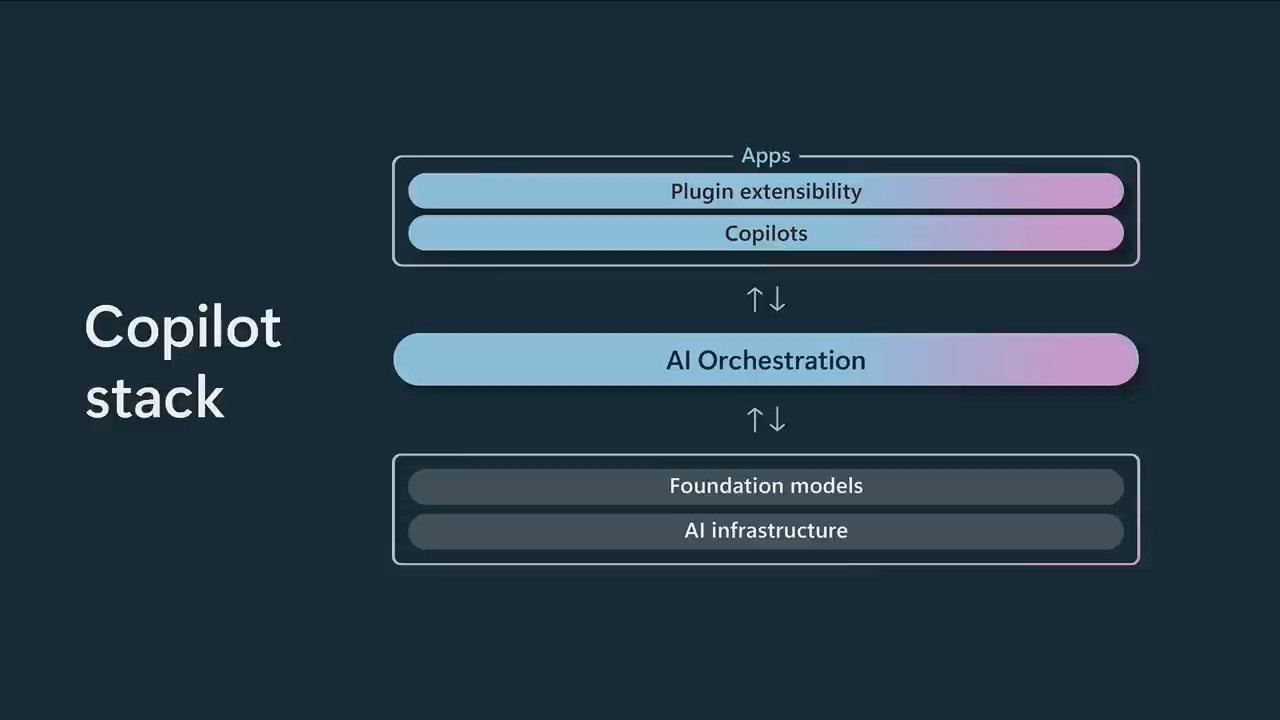 Copilot
stack
Apps
Plugin extensibility
Copilots
↑↓
AI Orchestration
↑↓
Foundation models
AI infrastructure